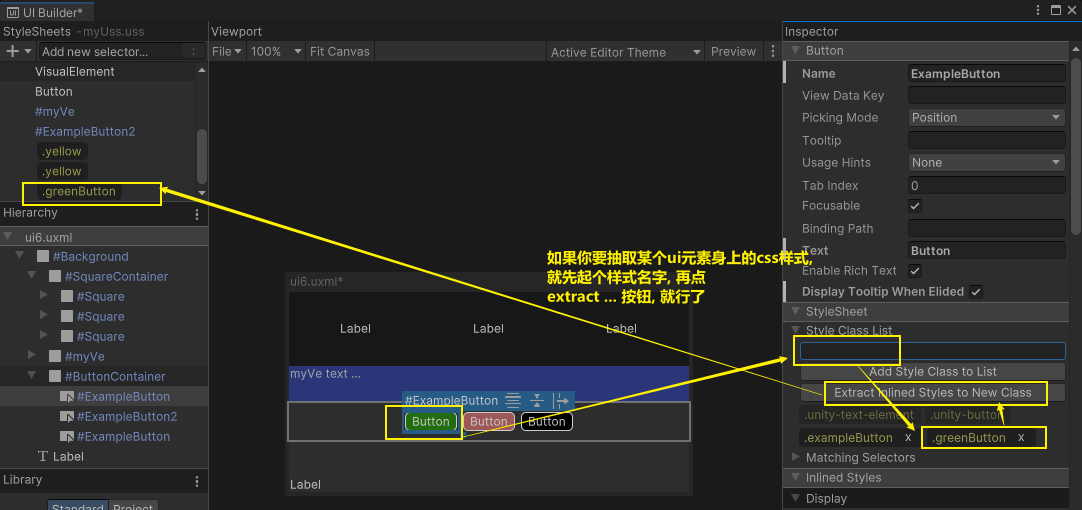 UI Builder*
StyleSheets - myUss.uss
Add new selector...
VisualElement
Button
#myVe
#ExampleButton2
.yellow
.yellow
.greenButton
Hierarchy
ui6.uxml
#Background
#SquareContainer
#Square
#Square
#Square
#myVe
#ButtonContainer
#ExampleButton
#ExampleButton2
#ExampleButton
T Label
Library
Standard Project
Viewport
File 100% Fit Canvas Active Editor Theme Preview
如果你要抽取某个ui元素身上的css样式,
就先起个样式名字, 再点
extract ... 按钮, 就行了
ui6.uxml*
Label Label Label
myVe text ...
#ExampleButton
Button Button Button
Label
Inspector
Button
Name ExampleButton
View Data Key
Picking Mode Position
Tooltip
Usage Hints None
Tab Index 0
Focusable
Binding Path
Text Button
Enable Rich Text
Display Tooltip When Elided
StyleSheet
Style Class List
Add Style Class to List
Extract Inlined Styles to New Class
.unity-text-element .unity-button
.exampleButton x .greenButton x
Matching Selectors
Inlined Styles
Display